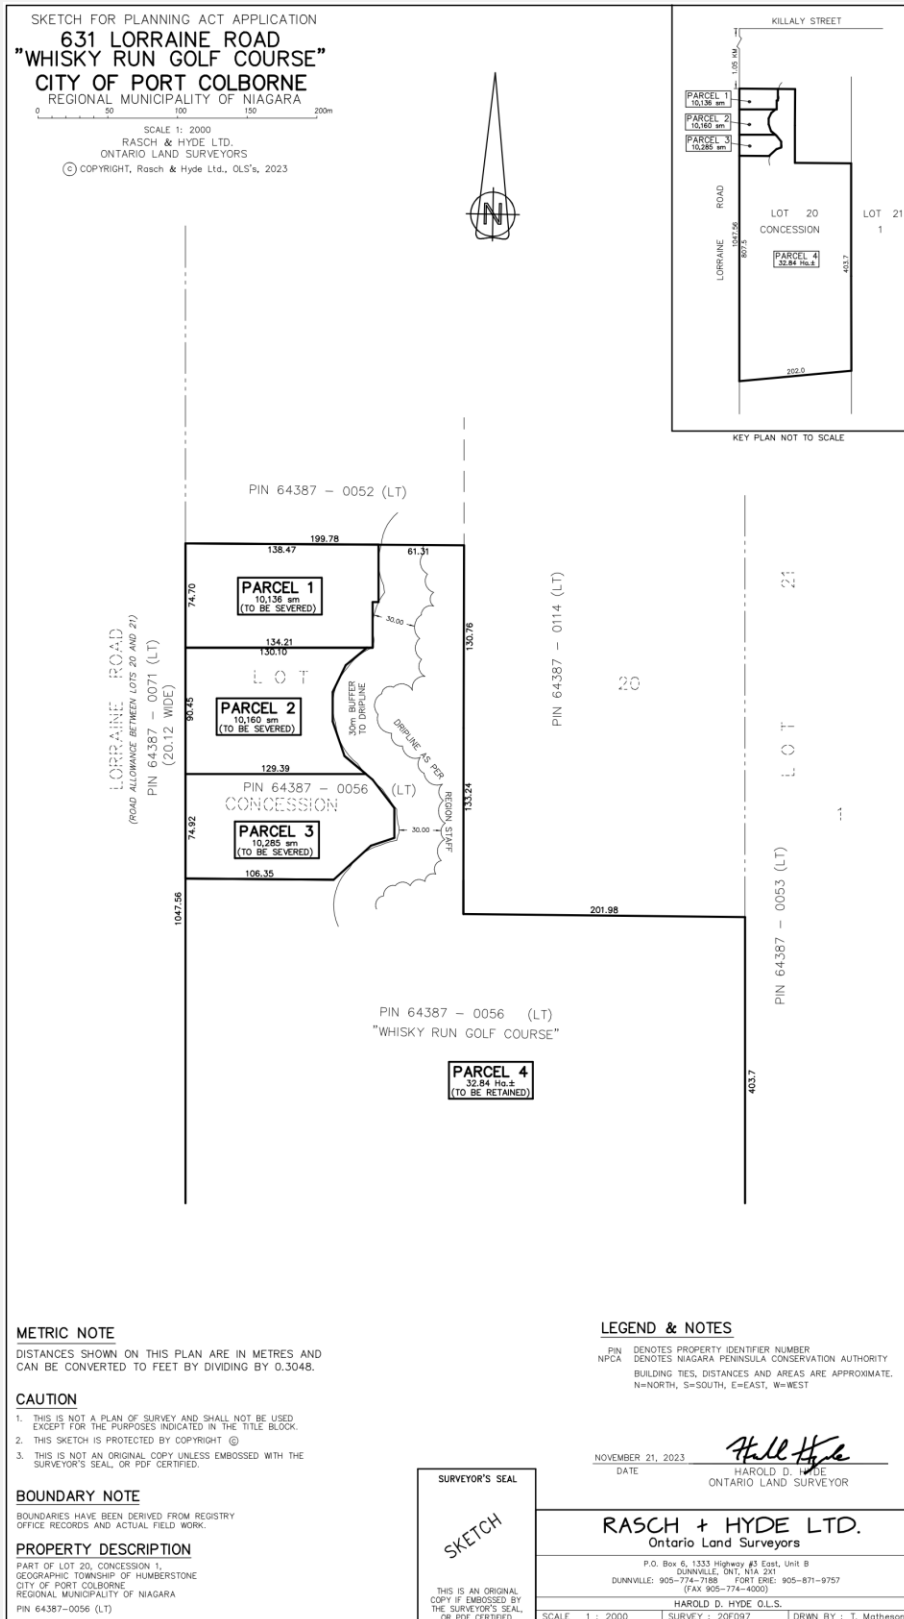 SKETCH FOR PLANNING ACT APPLICATION
631 LORRAINE ROAD
"WHISKY RUN GOLF COURSE"
CITY OF PORT COLBORNE
REGIONAL MUNICIPALITY OF NIAGARA
0 50 100 150 200m
SCALE 1: 2000
RASCH & HYDE LTD.
ONTARIO LAND SURVEYORS
© COPYRIGHT, Rasch & Hyde Ltd., OLS's, 2023
N
KILLALY STREET
1.05 KM
PARCEL 1
10,136 sm
PARCEL 2
10,160 sm
PARCEL 3
10,285 sm
LORRAINE ROAD
1047.56
807.5
LOT 20
CONCESSION
LOT 21
1
PARCEL 4
32.84 Ha.±
403.7
202.0
KEY PLAN NOT TO SCALE
PIN 64387 - 0052 (LT)
199.78
138.47
61.31
74.70
PARCEL 1
10,136 sm
(TO BE SEVERED)
30.00
130.76
134.21
130.10
LOT
90.45
PARCEL 2
10,160 sm
(TO BE SEVERED)
30m BUFFER
TO DRIPLINE
DRIPLINE AS PER
REGION STAFF
129.39
133.24
PIN 64387 - 0056 (LT)
CONCESSION
74.92
PARCEL 3
10,285 sm
(TO BE SEVERED)
30.00
106.35
1047.56
LORRAINE ROAD
(ROAD ALLOWANCE BETWEEN LOTS 20 AND 21)
PIN 64387-0071 (LT)
(20.12 WIDE)
PIN 64387 - 0114 (LT)
20
LOT 21
1
PIN 64387 - 0053 (LT)
201.98
PIN 64387 - 0056 (LT)
"WHISKY RUN GOLF COURSE"
PARCEL 4
32.84 Ha.±
(TO BE RETAINED)
403.7
METRIC NOTE
DISTANCES SHOWN ON THIS PLAN ARE IN METRES AND
CAN BE CONVERTED TO FEET BY DIVIDING BY 0.3048.
CAUTION
1. THIS IS NOT A PLAN OF SURVEY AND SHALL NOT BE USED
EXCEPT FOR THE PURPOSES INDICATED IN THE TITLE BLOCK.
2. THIS SKETCH IS PROTECTED BY COPYRIGHT ©
3. THIS IS NOT AN ORIGINAL COPY UNLESS EMBOSSED WITH THE
SURVEYOR'S SEAL, OR PDF CERTIFIED.
BOUNDARY NOTE
BOUNDARIES HAVE BEEN DERIVED FROM REGISTRY
OFFICE RECORDS AND ACTUAL FIELD WORK.
PROPERTY DESCRIPTION
PART OF LOT 20, CONCESSION 1,
GEOGRAPHIC TOWNSHIP OF HUMBERSTONE
CITY OF PORT COLBORNE
REGIONAL MUNICIPALITY OF NIAGARA
PIN 64387-0056 (LT)
LEGEND & NOTES
PIN DENOTES PROPERTY IDENTIFIER NUMBER
NPCA DENOTES NIAGARA PENINSULA CONSERVATION AUTHORITY
BUILDING TIES, DISTANCES AND AREAS ARE APPROXIMATE.
N=NORTH, S=SOUTH, E=EAST, W=WEST
NOVEMBER 21, 2023
DATE
HAROLD D. HYDE
ONTARIO LAND SURVEYOR
SURVEYOR'S SEAL
SKETCH
THIS IS AN ORIGINAL
COPY IF EMBOSSED BY
THE SURVEYOR'S SEAL,
OR PDF CERTIFIED
RASCH + HYDE LTD.
Ontario Land Surveyors
P.O. Box 6, 1333 Highway #3 East, Unit B
DUNNVILLE, ONT. N1A 2X1
DUNNVILLE: 905-774-7188 FORT ERIE: 905-871-9757
(FAX 905-774-4000)
HAROLD D. HYDE O.L.S.
SCALE 1 : 2000 SURVEY : 20F097 DRWN BY : T. Matheson